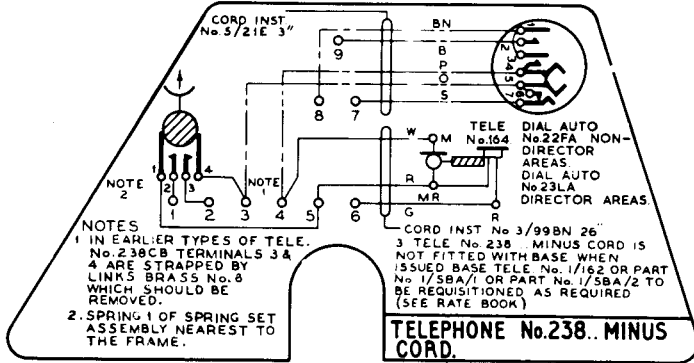 CORD INST
No. 5/21E 3"
BN
B
P
O
S
9
8 7
1
2
3
4
5
6
7
TELE
No.164
DIAL AUTO
No.22FA NON-
DIRECTOR
AREAS.
DIAL AUTO
No.23LA
DIRECTOR AREAS.
W M
R
MR
G
R
1 2 3 4
NOTE
2
NOTE
1
1 2 3 4 5 6
NOTES
1 IN EARLIER TYPES OF TELE.
No.238CB TERMINALS 3 &
4 ARE STRAPPED BY
LINKS BRASS No.8
WHICH SHOULD BE
REMOVED.
2. SPRING 1 OF SPRING SET
ASSEMBLY NEAREST TO
THE FRAME.
CORD INST No 3/99BN 26"
3 TELE No.238 .. MINUS CORD IS
NOT FITTED WITH BASE WHEN
ISSUED BASE TELE. No. 1/162 OR PART
No 1/5BA/1 OR PART No. 1/5BA/2 TO
BE REQUISITIONED AS REQUIRED
(SEE RATE BOOK)
TELEPHONE No.238.. MINUS
CORD.